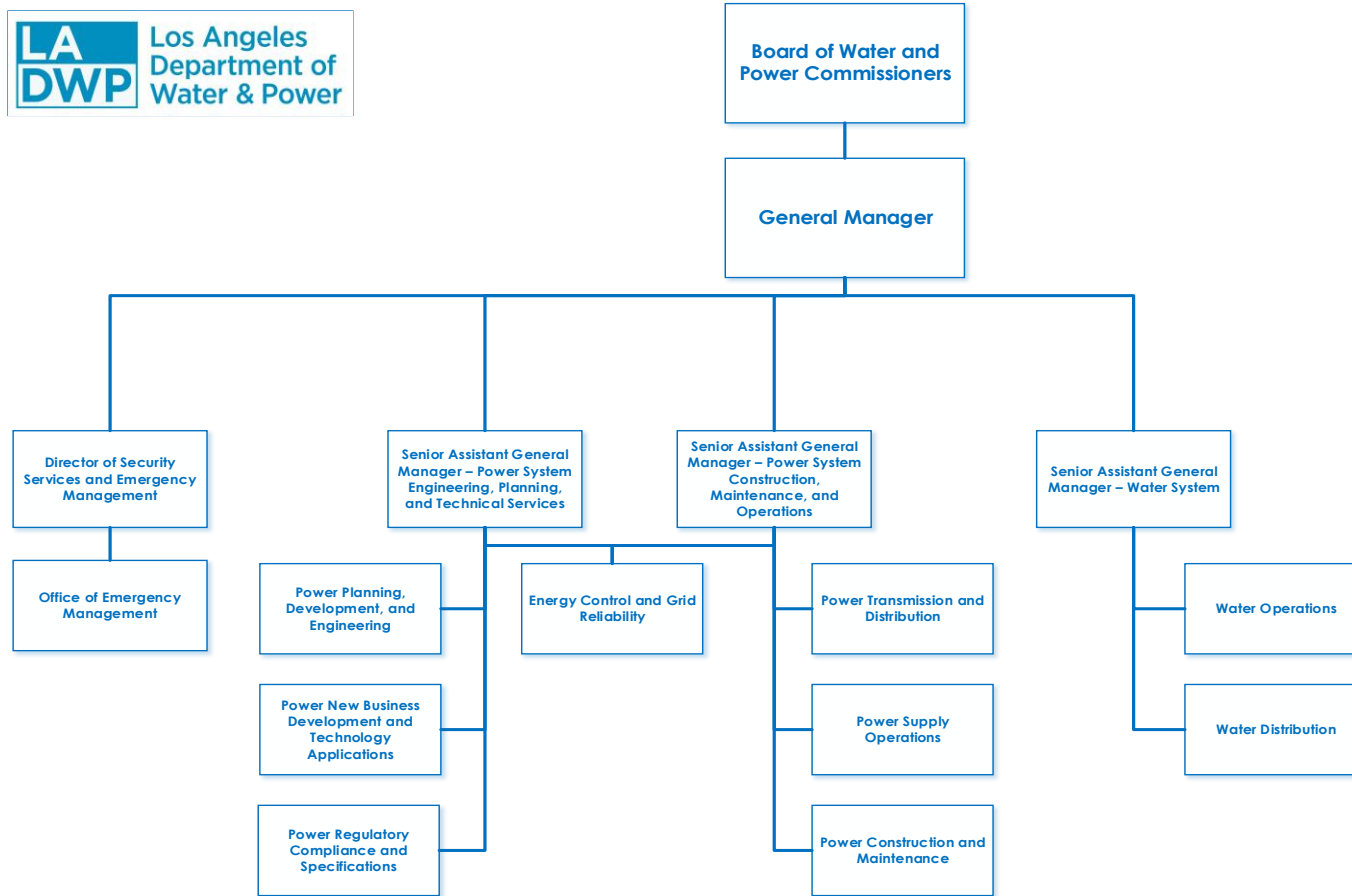 LA
DWP
Los Angeles
Department of
Water & Power
Board of Water and
Power Commissioners
General Manager
Director of Security
Services and Emergency
Management
Senior Assistant General
Manager – Power System
Engineering, Planning,
and Technical Services
Senior Assistant General
Manager – Power System
Construction,
Maintenance, and
Operations
Senior Assistant General
Manager – Water System
Office of Emergency
Management
Power Planning,
Development, and
Engineering
Energy Control and Grid
Reliability
Power Transmission and
Distribution
Water Operations
Power New Business
Development and
Technology
Applications
Power Supply
Operations
Water Distribution
Power Regulatory
Compliance and
Specifications
Power Construction and
Maintenance